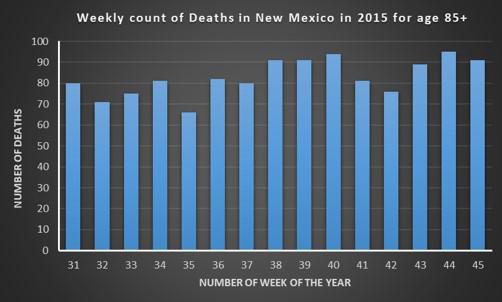 Weekly count of Deaths in New Mexico in 2015 for age 85+
100
90
80
70
60
50
40
30
20
10
0
NUMBER OF DEATHS
31 32 33 34 35 36 37 38 39 40 41 42 43 44 45
NUMBER OF WEEK OF THE YEAR